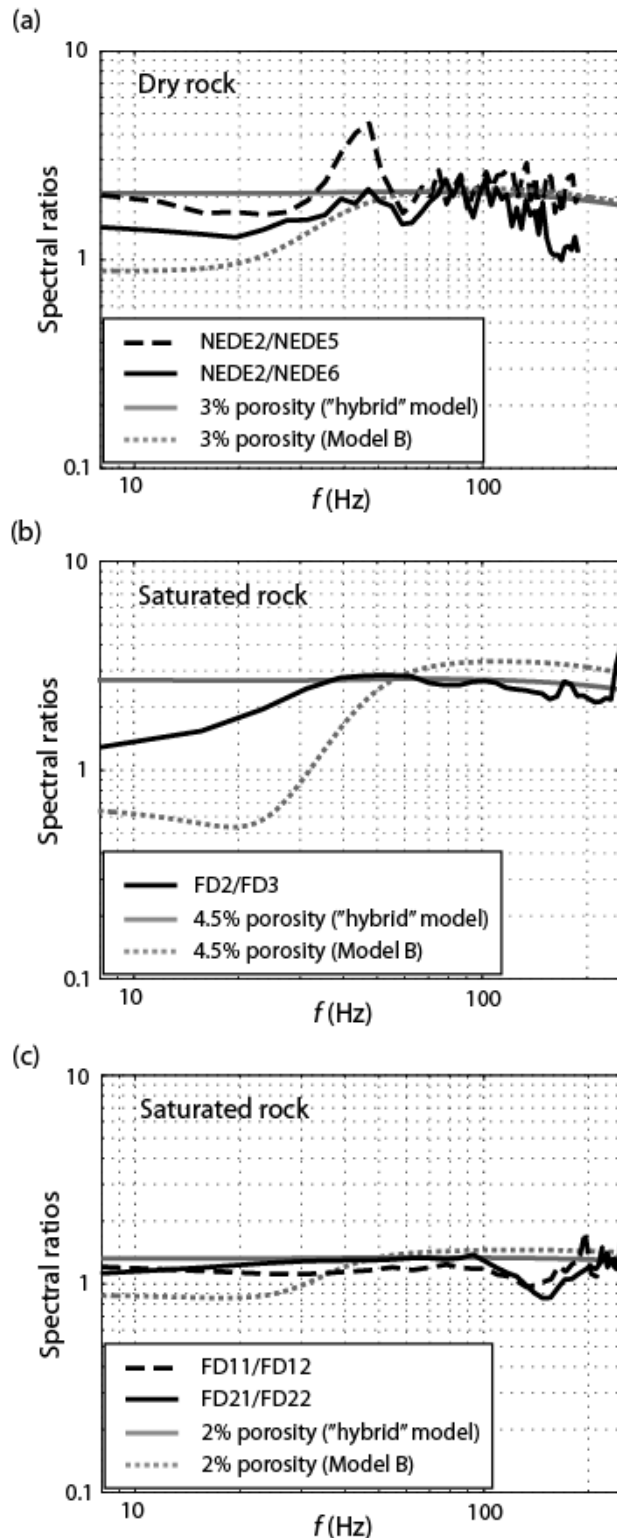 (a)
10
Dry rock
Spectral ratios
1
NEDE2/NEDE5
NEDE2/NEDE6
3% porosity ("hybrid" model)
3% porosity (Model B)
0.1
10
100
f (Hz)
(b)
10
Saturated rock
Spectral ratios
1
FD2/FD3
4.5% porosity ("hybrid" model)
4.5% porosity (Model B)
0.1
10
100
f (Hz)
(c)
10
Saturated rock
Spectral ratios
1
FD11/FD12
FD21/FD22
2% porosity ("hybrid" model)
2% porosity (Model B)
0.1
10
100
f (Hz)